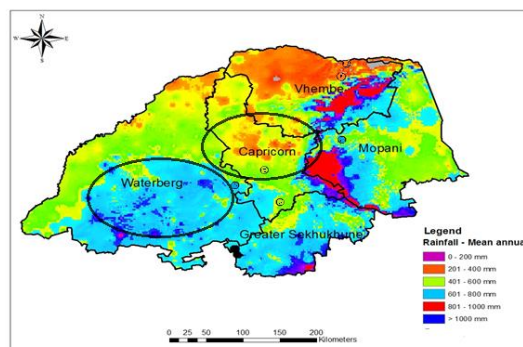 N
W
E
S
Vhembe
Capricorn
Mopani
Waterberg
Greater Sekhukhune
Legend
Rainfall - Mean annua
0 - 200 mm
201 - 400 mm
401 - 600 mm
601 - 800 mm
801 - 1000 mm
> 1000 mm
0 25 50 100 150 200
Kilometers